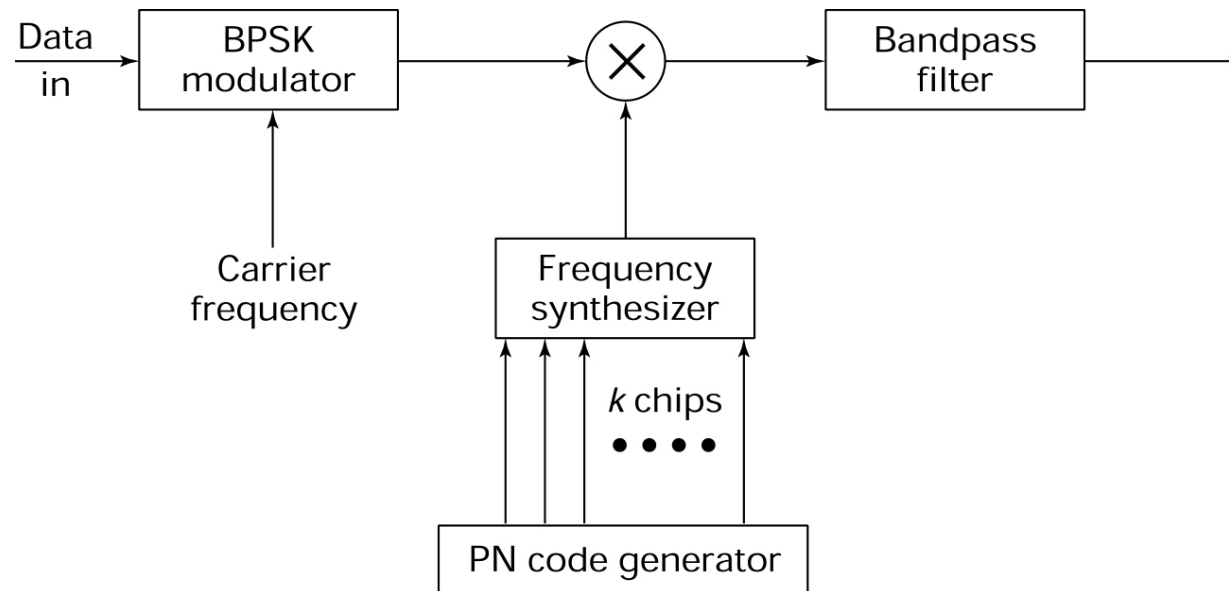 Data
in
BPSK
modulator
Bandpass
filter
Carrier
frequency
Frequency
synthesizer
k chips
PN code generator